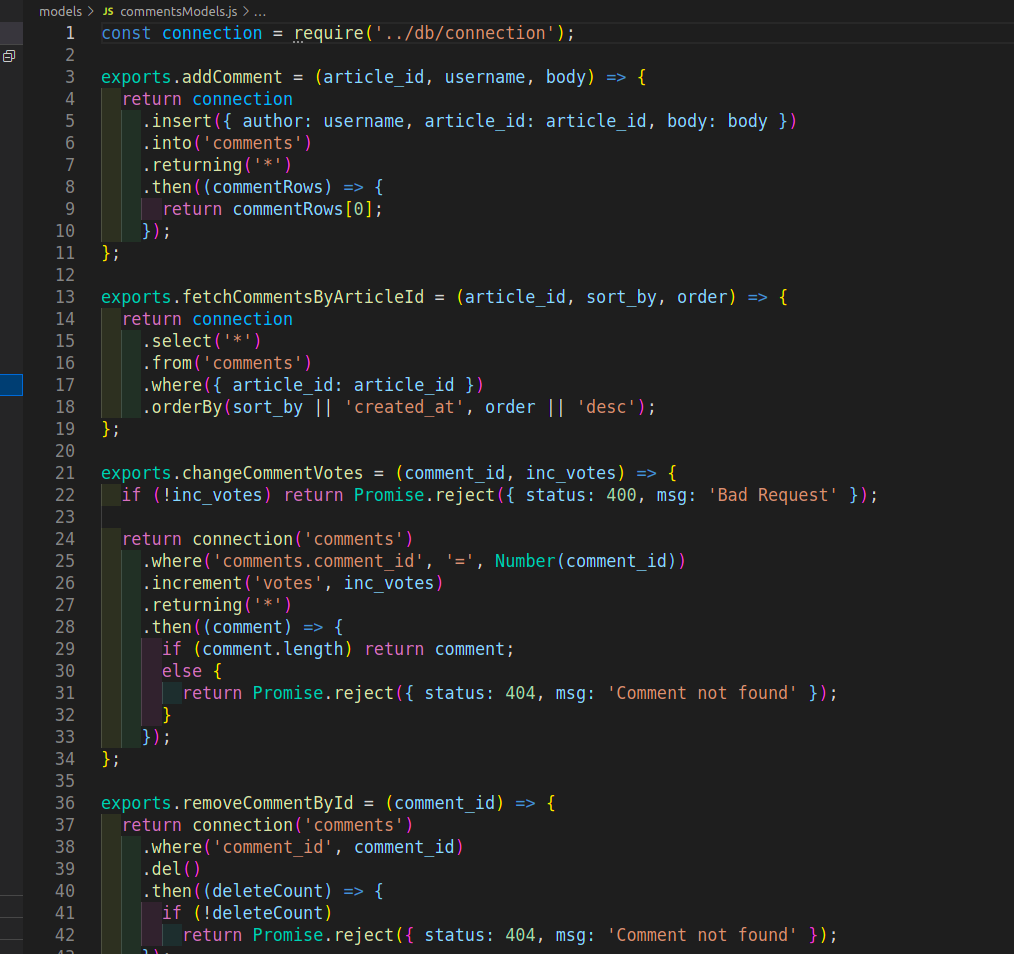 models > JS commentsModels.js > ...
1 const connection = require('../db/connection');
2
3 exports.addComment = (article_id, username, body) => {
4   return connection
5     .insert({ author: username, article_id: article_id, body: body })
6     .into('comments')
7     .returning('*')
8     .then((commentRows) => {
9       return commentRows[0];
10     });
11 };
12
13 exports.fetchCommentsByArticleId = (article_id, sort_by, order) => {
14   return connection
15     .select('*')
16     .from('comments')
17     .where({ article_id: article_id })
18     .orderBy(sort_by || 'created_at', order || 'desc');
19 };
20
21 exports.changeCommentVotes = (comment_id, inc_votes) => {
22   if (!inc_votes) return Promise.reject({ status: 400, msg: 'Bad Request' });
23
24   return connection('comments')
25     .where('comments.comment_id', '=', Number(comment_id))
26     .increment('votes', inc_votes)
27     .returning('*')
28     .then((comment) => {
29       if (comment.length) return comment;
30       else {
31         return Promise.reject({ status: 404, msg: 'Comment not found' });
32       }
33     });
34 };
35
36 exports.removeCommentById = (comment_id) => {
37   return connection('comments')
38     .where('comment_id', comment_id)
39     .del()
40     .then((deleteCount) => {
41       if (!deleteCount)
42         return Promise.reject({ status: 404, msg: 'Comment not found' });